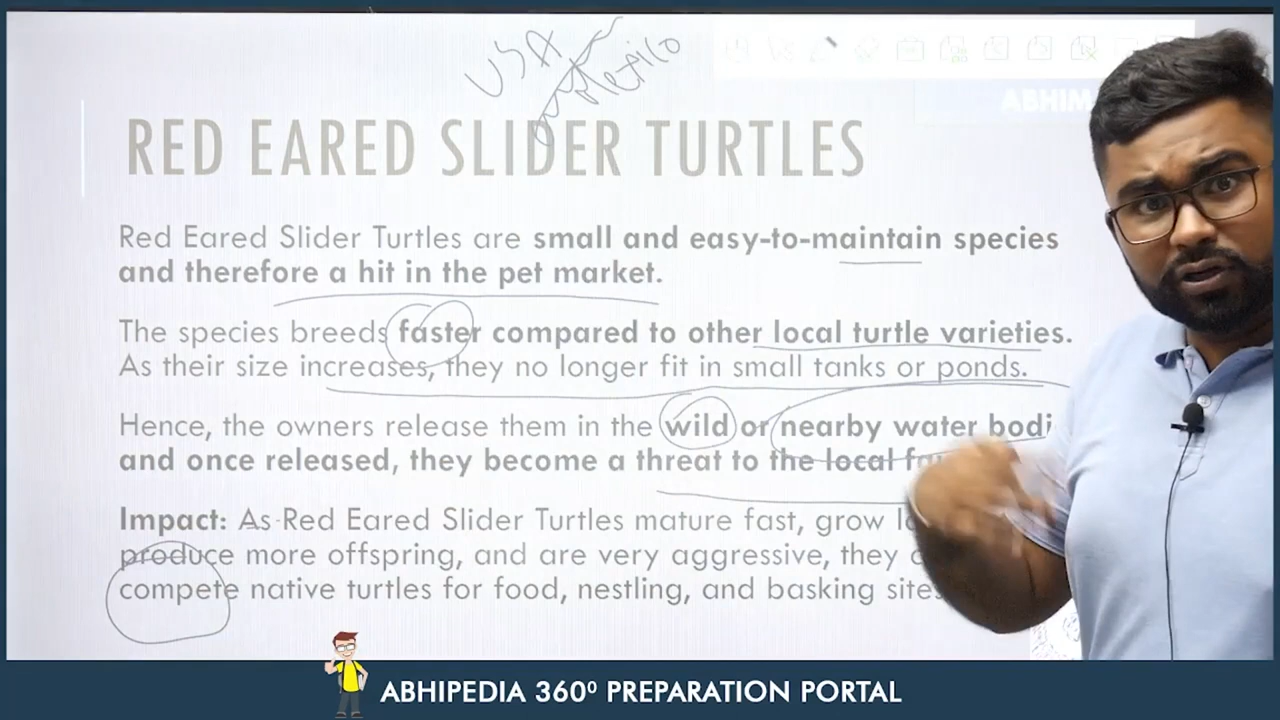 USA
Mexico
ABHIM
RED EARED SLIDER TURTLES
Red Eared Slider Turtles are small and easy-to-maintain species
and therefore a hit in the pet market.
The species breeds faster compared to other local turtle varieties.
As their size increases, they no longer fit in small tanks or ponds.
Hence, the owners release them in the wild or nearby water bodi
and once released, they become a threat to the local
Impact: As Red Eared Slider Turtles mature fast, grow
produce more offspring, and are very aggressive, they
compete native turtles for food, nestling, and basking sites
ABHIPEDIA 360⁰ PREPARATION PORTAL